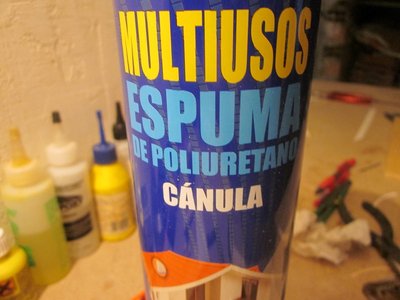 MULTIUSOS
ESPUMA
DE POLIURETANO
CÁNULA